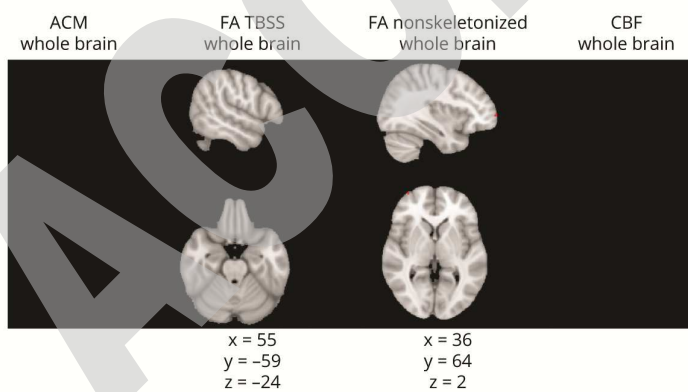 ACM
whole brain
FA TBSS
whole brain
FA nonskeletonized
whole brain
CBF
whole brain
x = 55
y = –59
z = –24
x = 36
y = 64
z = 2